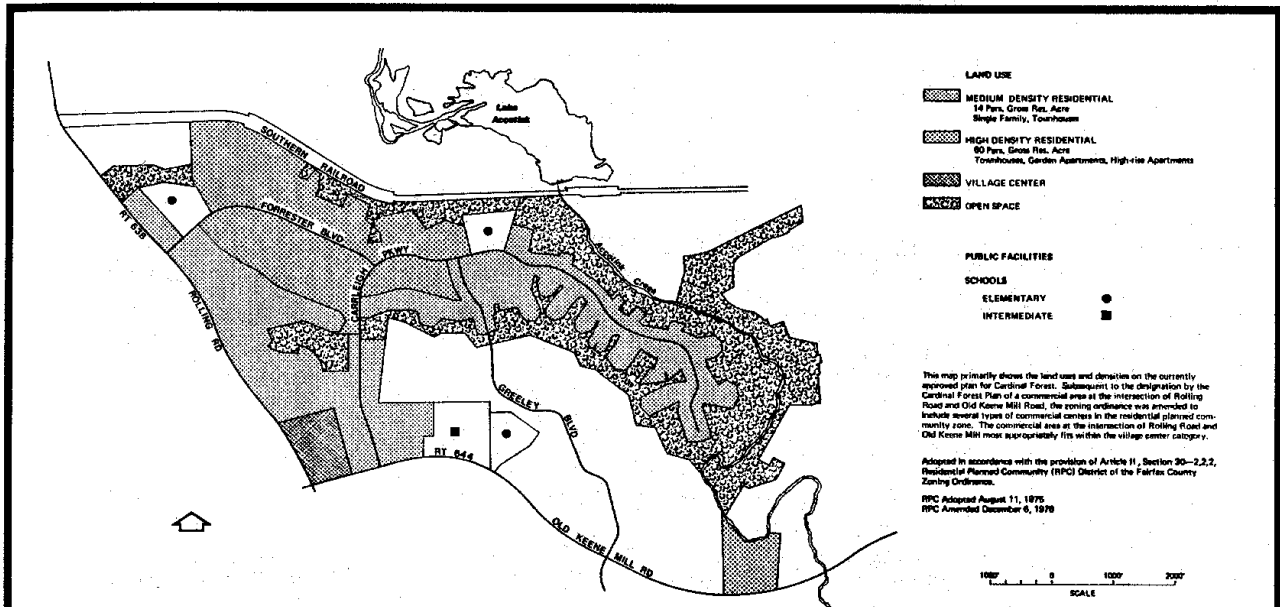 Lake
Accotink
SOUTHERN RAILROAD
FORRESTER BLVD
RT 638
ROLLING RD
CARRLEIGH PKWY
ACCOTINK CREEK
GREELEY BLVD
RT 644
OLD KEENE MILL RD
LAND USE
MEDIUM DENSITY RESIDENTIAL
14 Pers. Gross Res. Acre
Single Family, Townhouses
HIGH DENSITY RESIDENTIAL
60 Pers. Gross Res. Acre
Townhouses, Garden Apartments, High-rise Apartments
VILLAGE CENTER
OPEN SPACE
PUBLIC FACILITIES
SCHOOLS
ELEMENTARY
INTERMEDIATE
This map primarily shows the land uses and densities on the currently
approved plan for Cardinal Forest. Subsequent to the designation by the
Cardinal Forest Plan of a commercial area at the intersection of Rolling
Road and Old Keene Mill Road, the zoning ordinance was amended to
include several types of commercial centers in the residential planned com-
munity zone. The commercial area at the intersection of Rolling Road and
Old Keene Mill most appropriately fits within the village center category.
Adopted in accordance with the provision of Article II, Section 30—2.2.2,
Residential Planned Community (RPC) District of the Fairfax County
Zoning Ordinance.
RPC Adopted August 11, 1975
RPC Amended December 6, 1976
1000' 0 1000' 2000'
SCALE